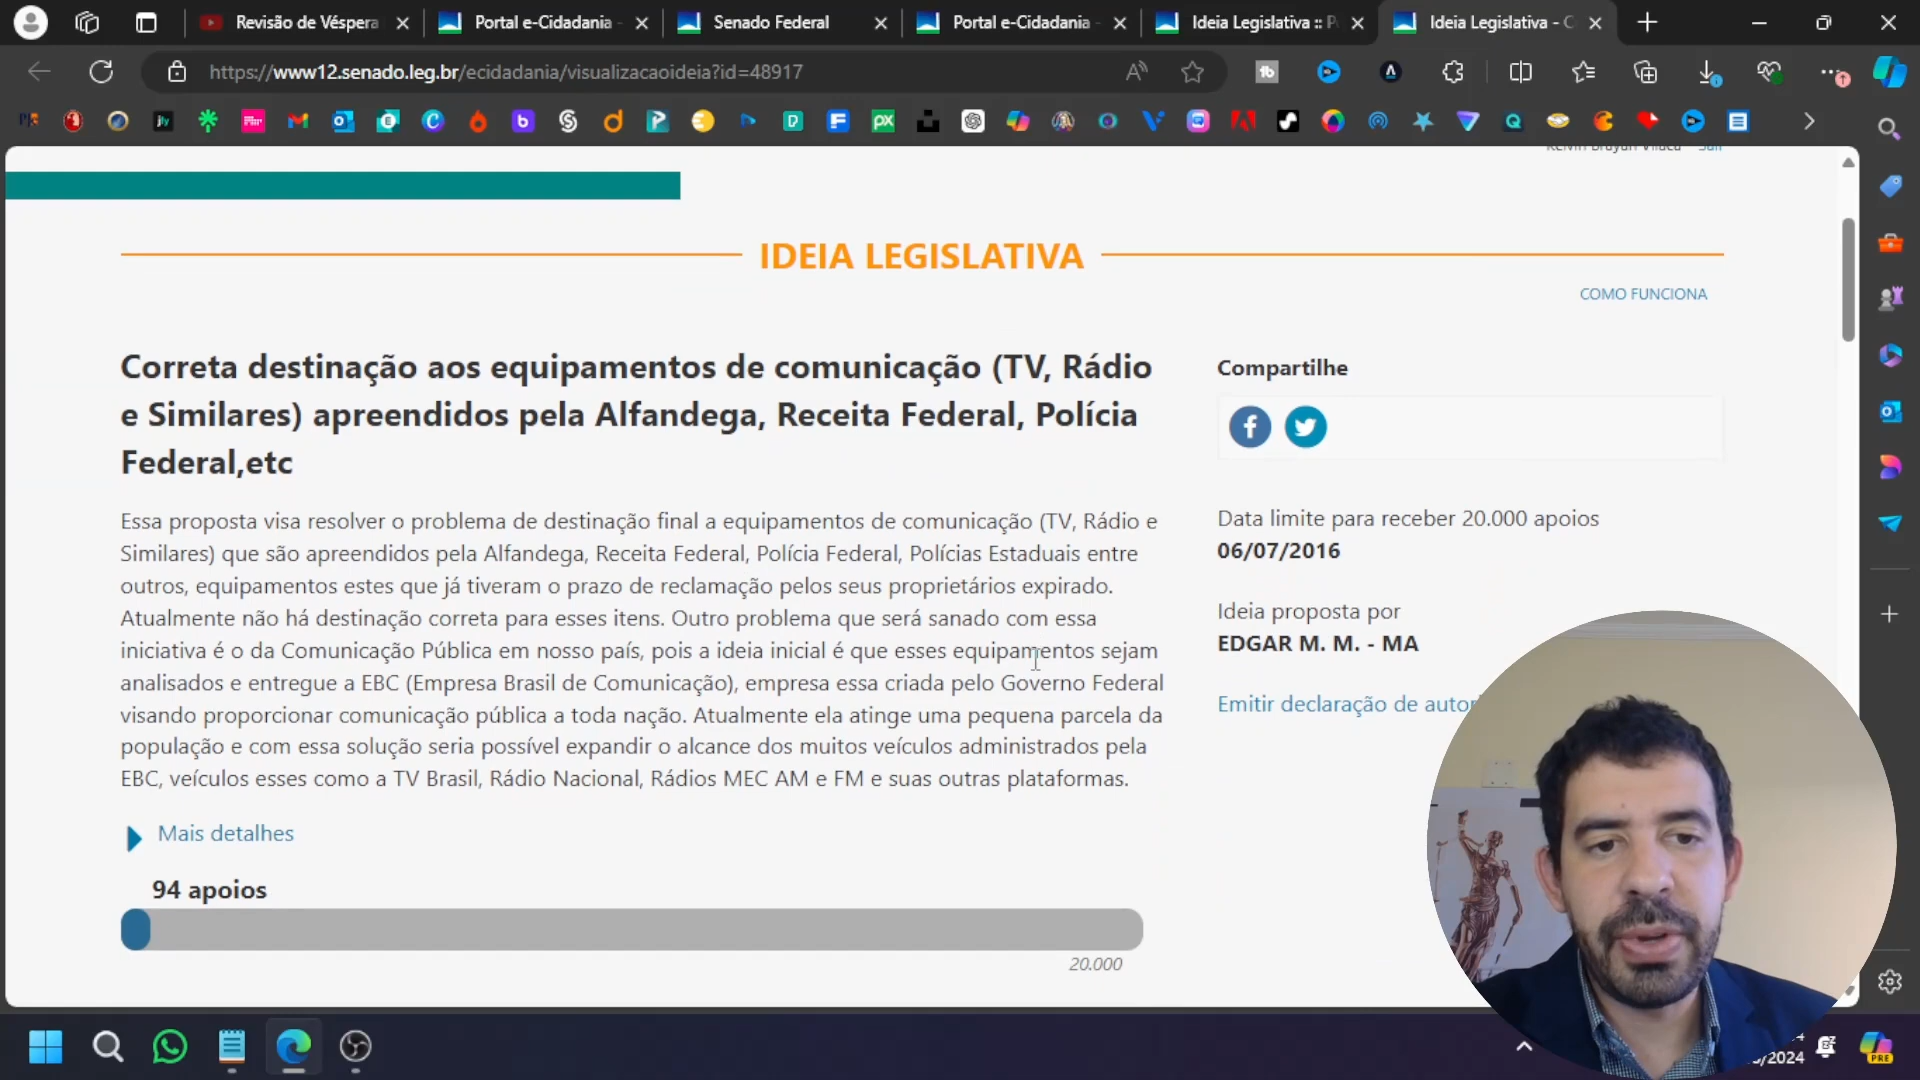 Revisão de Véspera
Portal e-Cidadania -
Senado Federal
Portal e-Cidadania -
Ideia Legislativa :: P
Ideia Legislativa - C
https://www12.senado.leg.br/ecidadania/visualizacaoideia?id=48917
Kelvin Brayan Vilaca Sair
IDEIA LEGISLATIVA
COMO FUNCIONA
Correta destinação aos equipamentos de comunicação (TV, Rádio
e Similares) apreendidos pela Alfandega, Receita Federal, Polícia
Federal,etc
Essa proposta visa resolver o problema de destinação final a equipamentos de comunicação (TV, Rádio e
Similares) que são apreendidos pela Alfandega, Receita Federal, Polícia Federal, Polícias Estaduais entre
outros, equipamentos estes que já tiveram o prazo de reclamação pelos seus proprietários expirado.
Atualmente não há destinação correta para esses itens. Outro problema que será sanado com essa
iniciativa é o da Comunicação Pública em nosso país, pois a ideia inicial é que esses equipamentos sejam
analisados e entregue a EBC (Empresa Brasil de Comunicação), empresa essa criada pelo Governo Federal
visando proporcionar comunicação pública a toda nação. Atualmente ela atinge uma pequena parcela da
população e com essa solução seria possível expandir o alcance dos muitos veículos administrados pela
EBC, veículos esses como a TV Brasil, Rádio Nacional, Rádios MEC AM e FM e suas outras plataformas.
Mais detalhes
94 apoios
20.000
Compartilhe
Data limite para receber 20.000 apoios
06/07/2016
Ideia proposta por
EDGAR M. M. - MA
Emitir declaração de autor
/2024
PRE